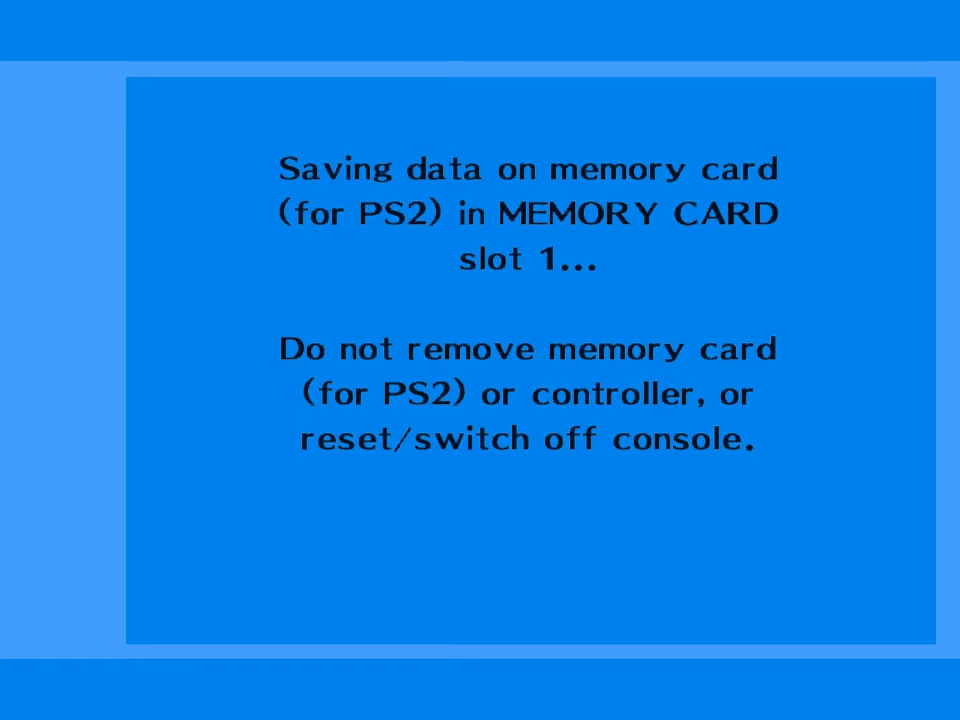 Saving data on memory card
(for PS2) in MEMORY CARD
slot 1...
Do not remove memory card
(for PS2) or controller, or
reset/switch off console.